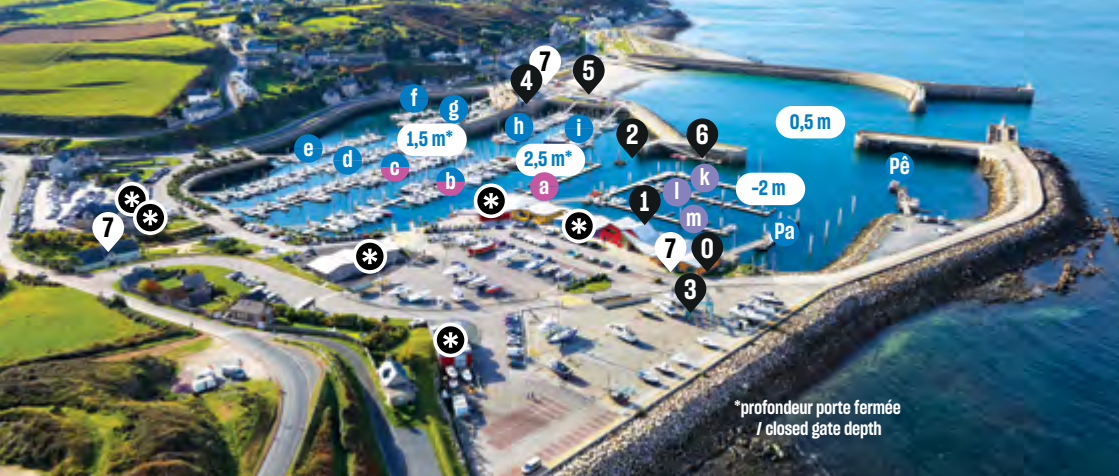 7
4
5
f
g
0,5 m
1,5 m*
h
i
2
6
e
d
2,5 m*
c
b
a
l
k
-2 m
Pê
*
*
*
1
m
Pa
7
*
7
0
*
3
*
*profondeur porte fermée
/ closed gate depth